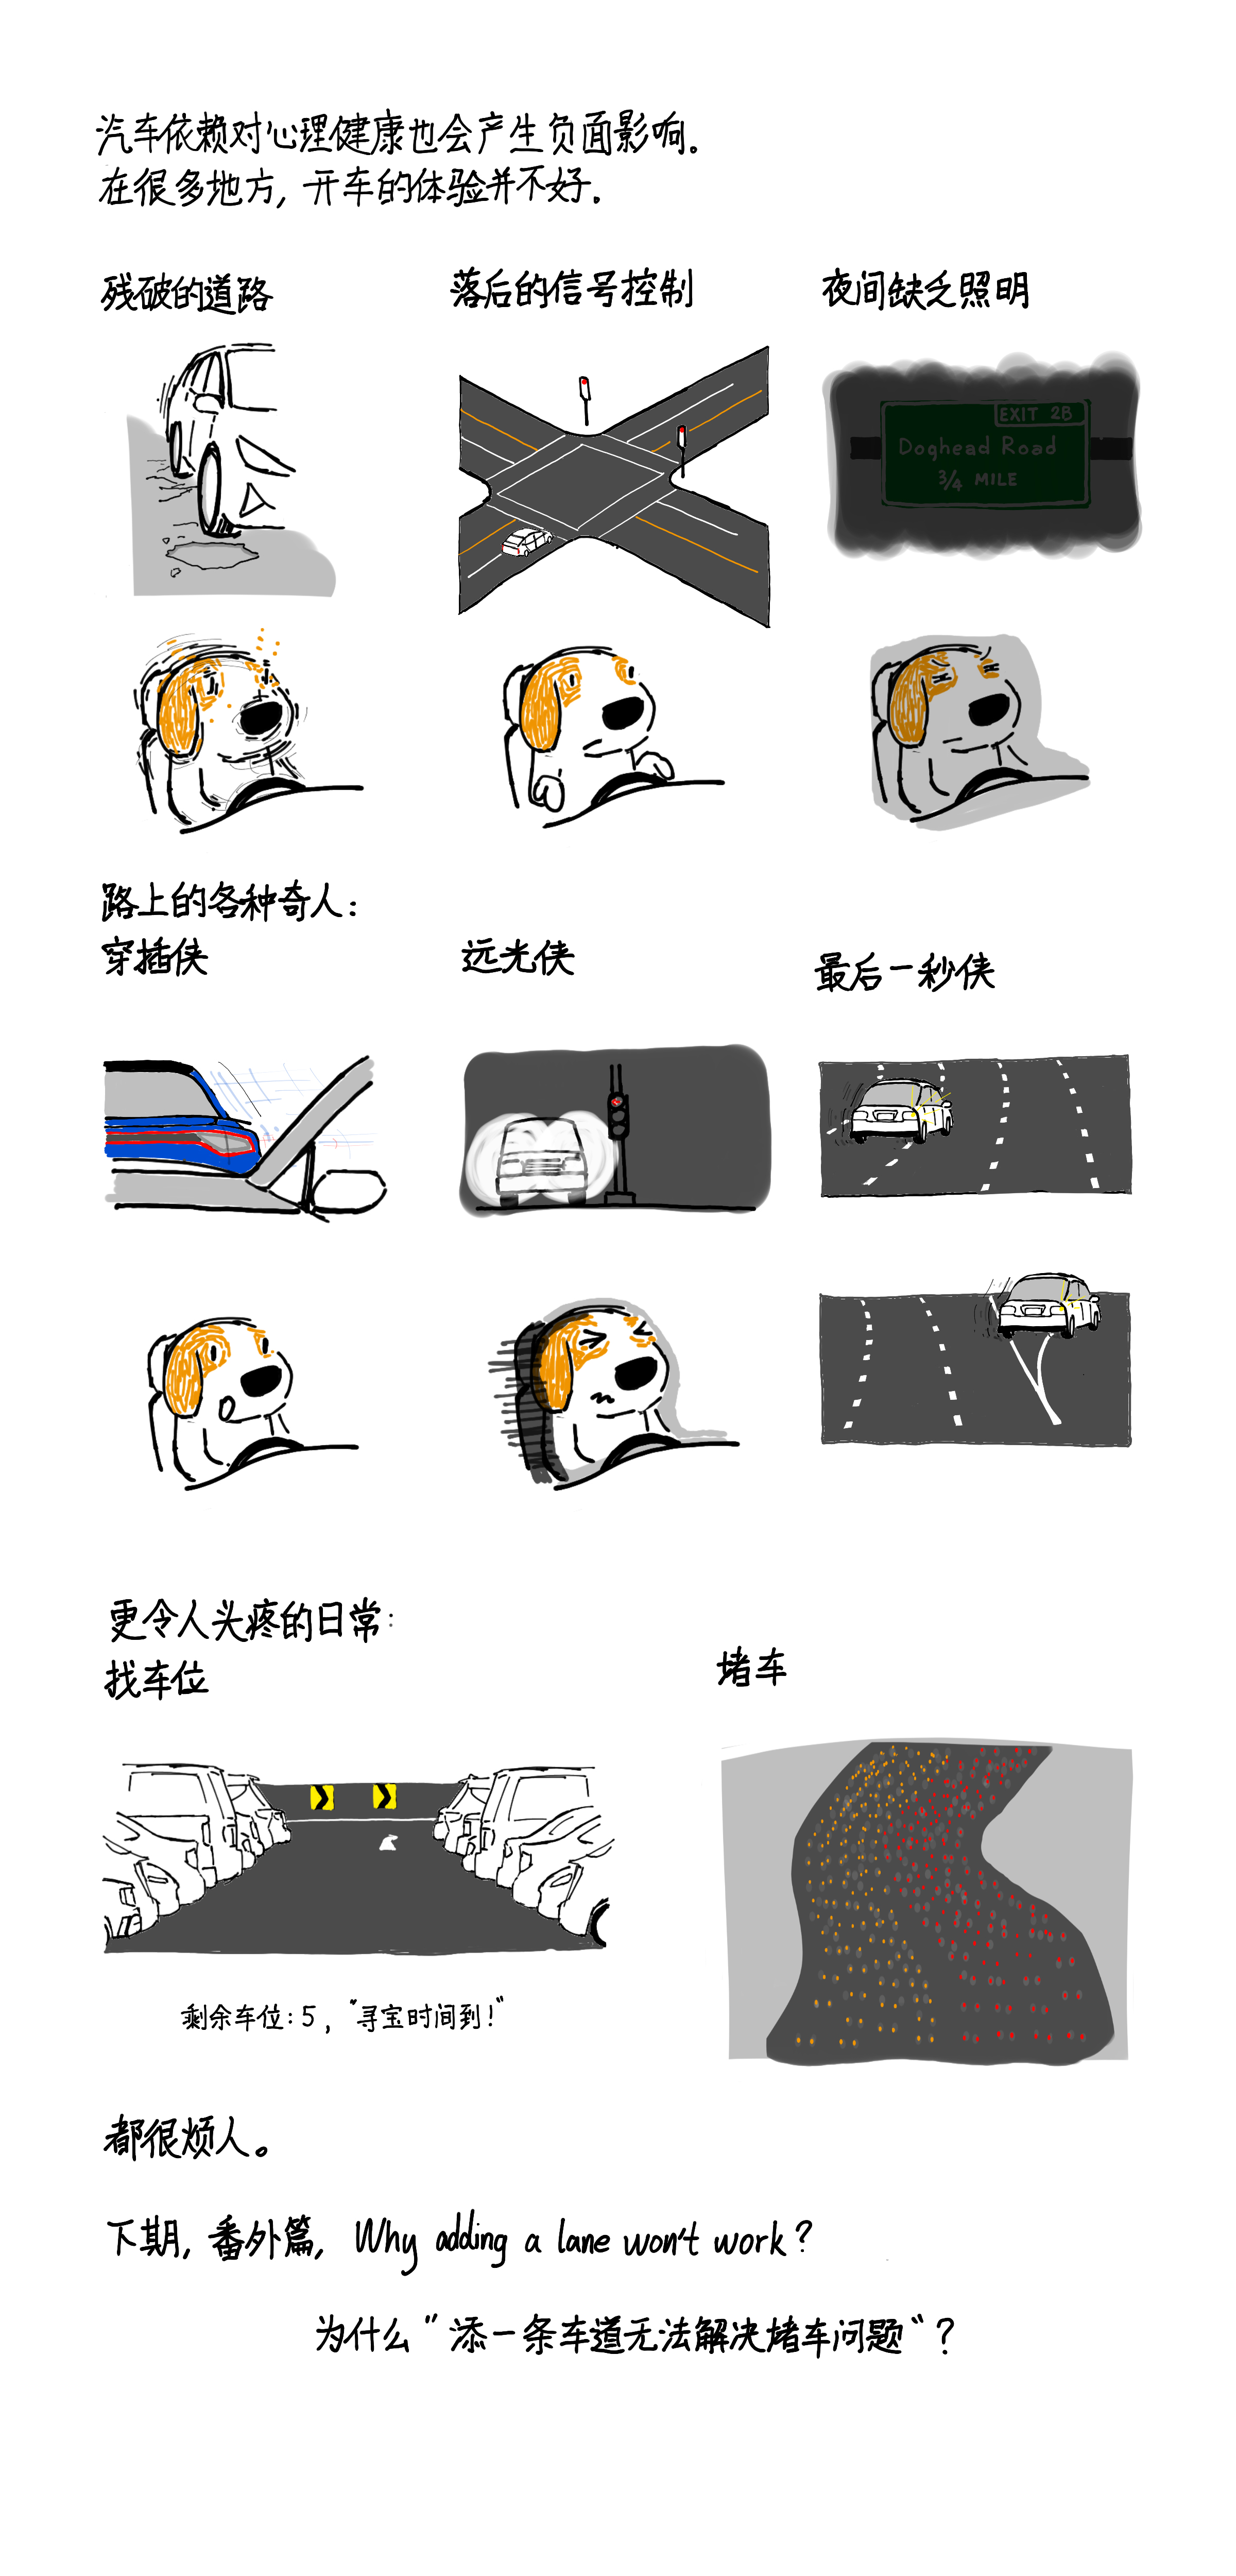 汽车依赖对心理健康也会产生负面影响。
在很多地方, 开车的体验并不好。
残破的道路
落后的信号控制
夜间缺乏照明
EXIT 2B
Doghead Road
3/4 MILE
路上的各种奇人:
穿插侠
远光侠
最后一秒侠
更令人头疼的日常:
找车位
堵车
剩余车位: 5, "寻宝时间到!"
都很烦人。
下期, 番外篇, Why adding a lane won't work?
为什么"添一条车道无法解决堵车问题"?